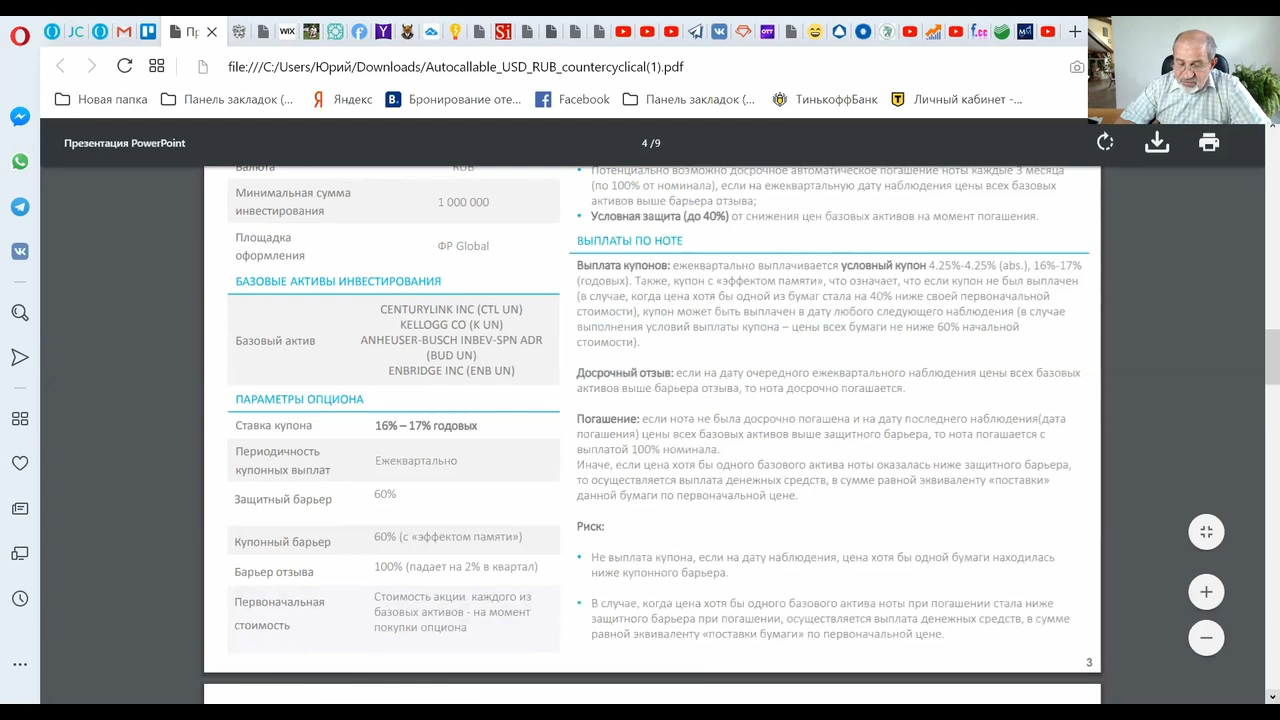 Пр
JC
WIX
Si
ОТТ
f.cc
file:///C:/Users/Юрий/Downloads/Autocallable_USD_RUB_countercyclical(1).pdf
Новая папка
Панель закладок (...
Яндекс
Бронирование оте...
Facebook
Панель закладок (...
ТинькоффБанк
Личный кабинет -...
Презентация PowerPoint
4 /9
Валюта
RUB
Минимальная сумма
инвестирования
1 000 000
Площадка
оформления
ФР Global
БАЗОВЫЕ АКТИВЫ ИНВЕСТИРОВАНИЯ
Базовый актив
CENTURYLINK INC (CTL UN)
KELLOGG CO (K UN)
ANHEUSER-BUSCH INBEV-SPN ADR
(BUD UN)
ENBRIDGE INC (ENB UN)
ПАРАМЕТРЫ ОПЦИОНА
Ставка купона
16% – 17% годовых
Периодичность
купонных выплат
Ежеквартально
Защитный барьер
60%
Купонный барьер
60% (с «эффектом памяти»)
Барьер отзыва
100% (падает на 2% в квартал)
Первоначальная
стоимость
Стоимость акции каждого из
базовых активов - на момент
покупки опциона
• Потенциально возможно досрочное автоматическое погашение ноты каждые 3 месяца
(по 100% от номинала), если на ежеквартальную дату наблюдения цены всех базовых
активов выше барьера отзыва;
• Условная защита (до 40%) от снижения цен базовых активов на момент погашения.
ВЫПЛАТЫ ПО НОТЕ
Выплата купонов: ежеквартально выплачивается условный купон 4.25%-4.25% (abs.), 16%-17%
(годовых). Также, купон с «эффектом памяти», что означает, что если купон не был выплачен
(в случае, когда цена хотя бы одной из бумаг стала на 40% ниже своей первоначальной
стоимости), купон может быть выплачен в дату любого следующего наблюдения (в случае
выполнения условий выплаты купона – цены всех бумаги не ниже 60% начальной
стоимости).
Досрочный отзыв: если на дату очередного ежеквартального наблюдения цены всех базовых
активов выше барьера отзыва, то нота досрочно погашается.
Погашение: если нота не была досрочно погашена и на дату последнего наблюдения(дата
погашения) цены всех базовых активов выше защитного барьера, то нота погашается с
выплатой 100% номинала.
Иначе, если цена хотя бы одного базового актива ноты оказалась ниже защитного барьера,
то осуществляется выплата денежных средств, в сумме равной эквиваленту «поставки»
данной бумаги по первоначальной цене.
Риск:
• Не выплата купона, если на дату наблюдения, цена хотя бы одной бумаги находилась
ниже купонного барьера.
• В случае, когда цена хотя бы одного базового актива ноты при погашении стала ниже
защитного барьера при погашении, осуществляется выплата денежных средств, в сумме
равной эквиваленту «поставки бумаги» по первоначальной цене.
3